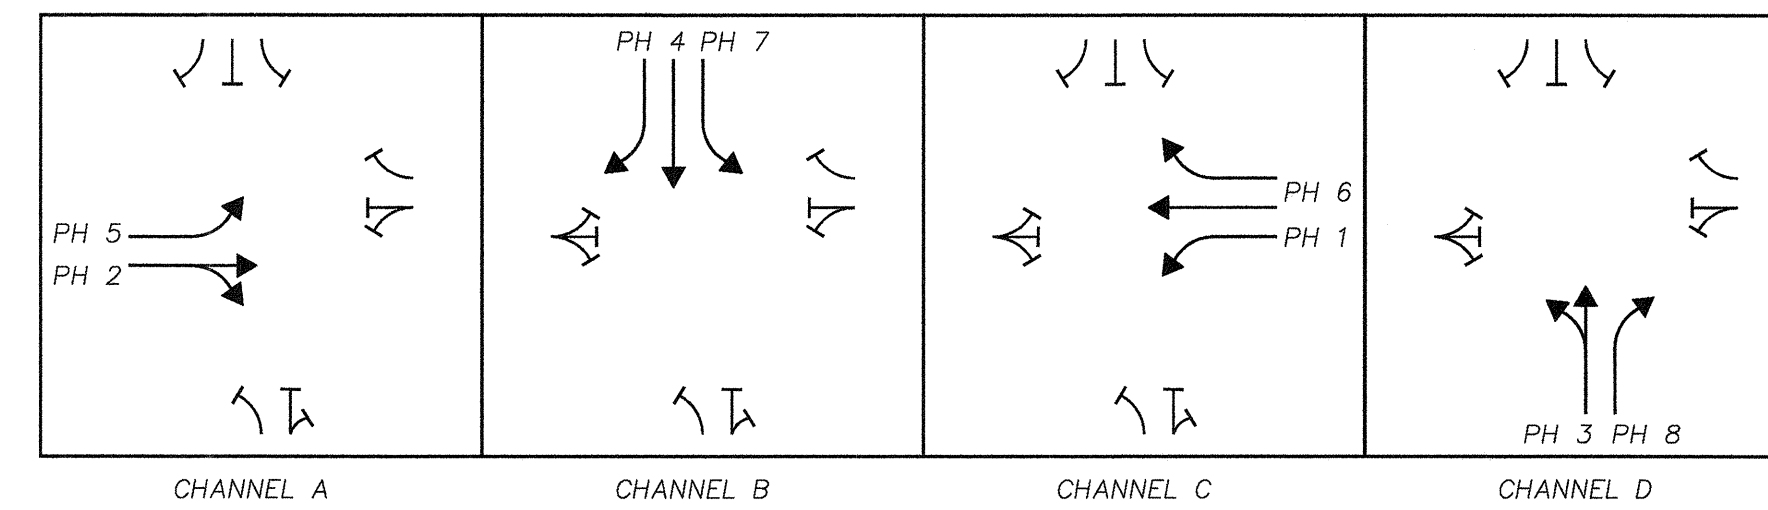 PH 4 PH 7
PH 5
PH 2
PH 6
PH 1
PH 3 PH 8
CHANNEL A
CHANNEL B
CHANNEL C
CHANNEL D